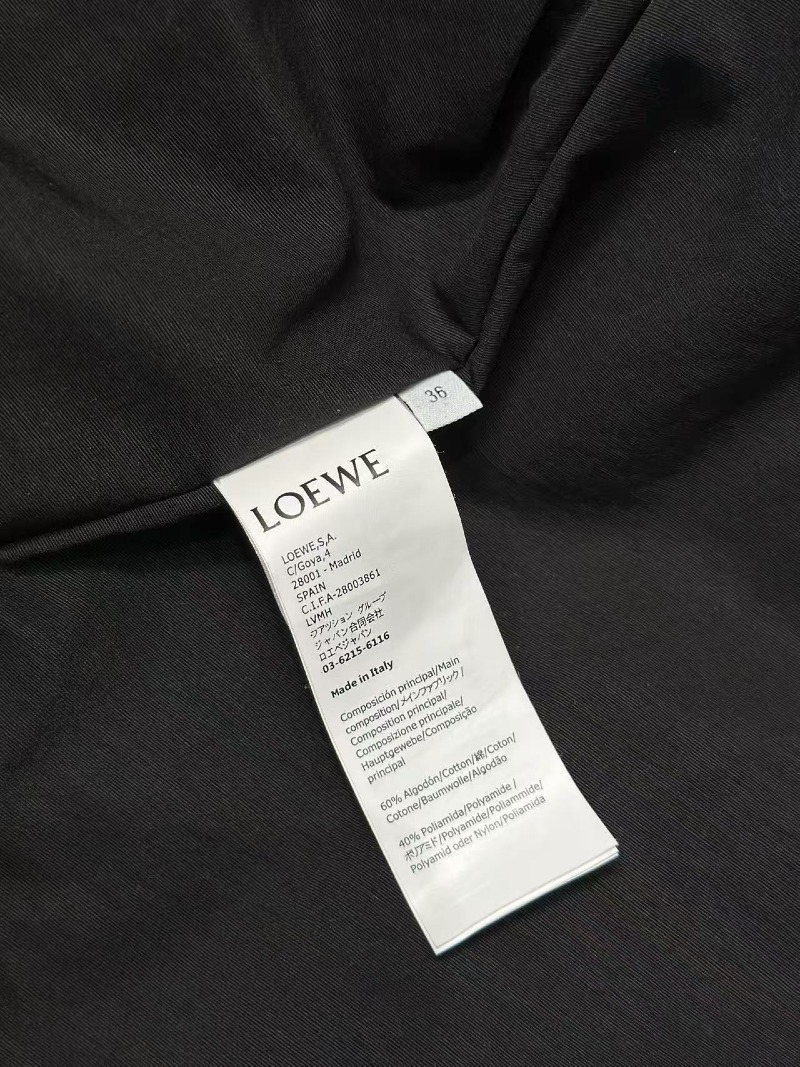 36
LOEWE
LOEWE,S,A.
C/Goya,4
28001 - Madrid
SPAIN
C.I.F.A-28003861
LVMH
ファッション グループ
ジャパン合同会社
ロエベジャパン
03-6215-6116
Made in Italy
Composición principal/Main
composition/メインファブリック/
Composition principal/
Composizione principale/
Hauptgewebe/Composição
principal
60% Algodón/Cotton/綿/Coton/
Cotone/Baumwolle/Algodão
40% Poliamida/Polyamide/
ポリアミド/Polyamide/Poliammide/
Polyamid oder Nylon/Poliamida